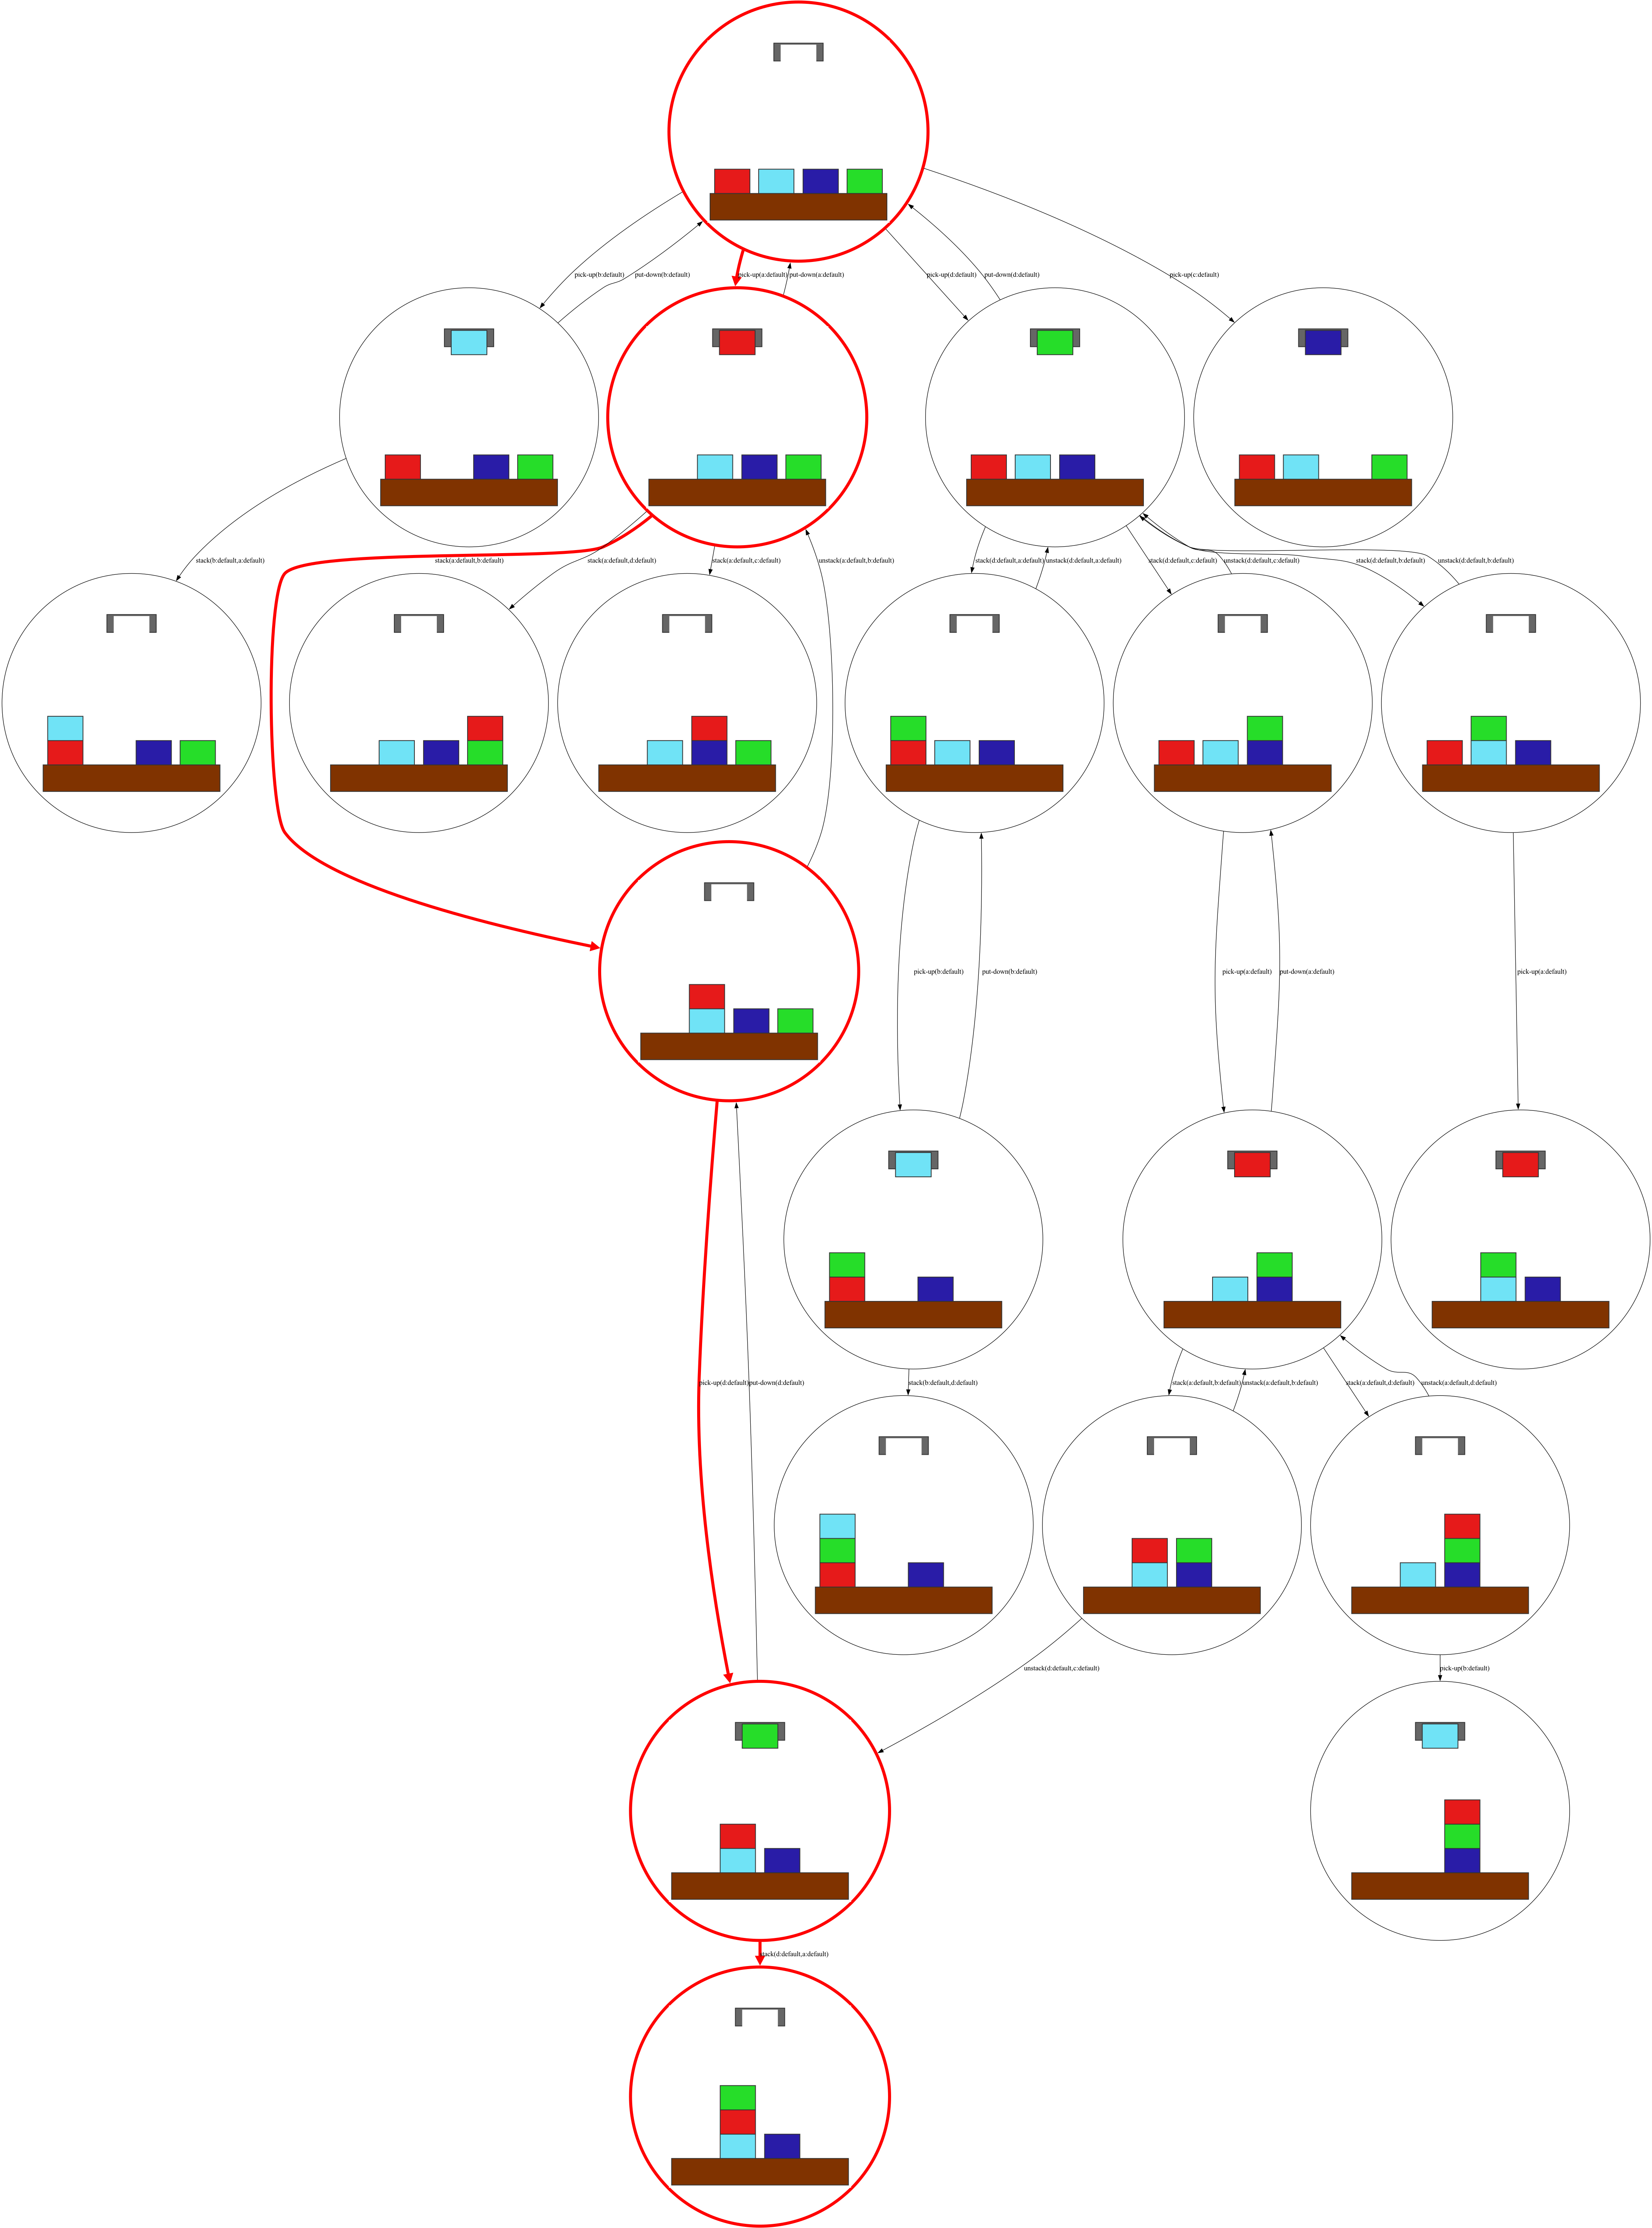 pick-up(b:default)
put-down(b:default)
pick-up(a:default)
put-down(a:default)
pick-up(d:default)
put-down(d:default)
pick-up(c:default)
stack(b:default,a:default)
stack(a:default,b:default)
stack(a:default,d:default)
stack(a:default,c:default)
unstack(a:default,b:default)
stack(d:default,a:default)
unstack(d:default,a:default)
stack(d:default,c:default)
unstack(d:default,c:default)
stack(d:default,b:default)
unstack(d:default,b:default)
pick-up(b:default)
put-down(b:default)
pick-up(a:default)
put-down(a:default)
pick-up(a:default)
pick-up(d:default)
put-down(d:default)
stack(b:default,d:default)
stack(a:default,b:default)
unstack(a:default,b:default)
stack(a:default,d:default)
unstack(a:default,d:default)
unstack(d:default,c:default)
pick-up(b:default)
stack(d:default,a:default)